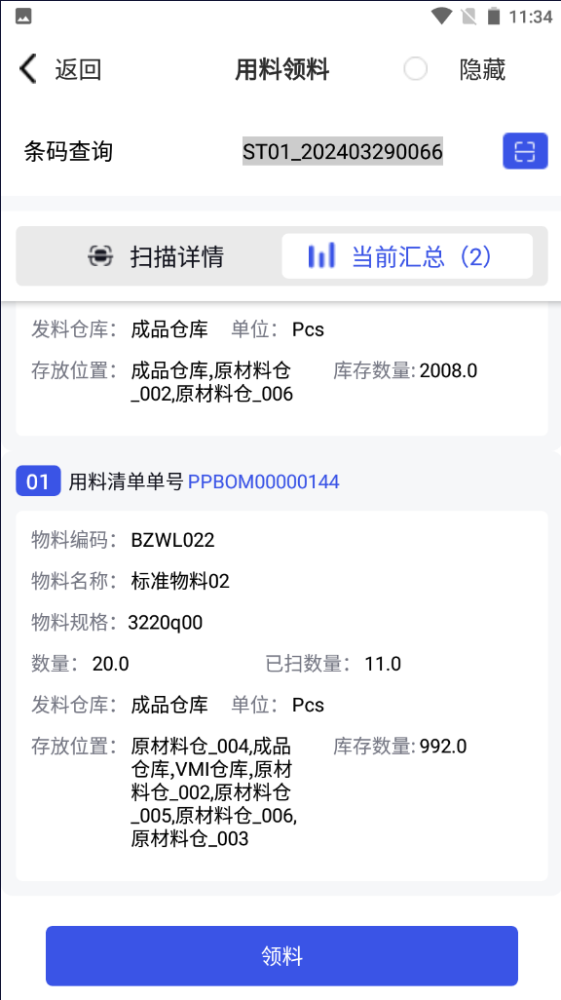 11:34
返回 用料领料 隐藏
条码查询 ST01_202403290066
扫描详情 当前汇总（2）
发料仓库： 成品仓库 单位： Pcs
存放位置： 成品仓库,原材料仓 库存数量: 2008.0
_002,原材料仓_006
01 用料清单单号 PPBOM00000144
物料编码： BZWL022
物料名称： 标准物料02
物料规格： 3220q00
数量： 20.0 已扫数量： 11.0
发料仓库： 成品仓库 单位： Pcs
存放位置： 原材料仓_004,成品 库存数量: 992.0
仓库,VMI仓库,原材
料仓_002,原材料仓
_005,原材料仓_006,
原材料仓_003
领料